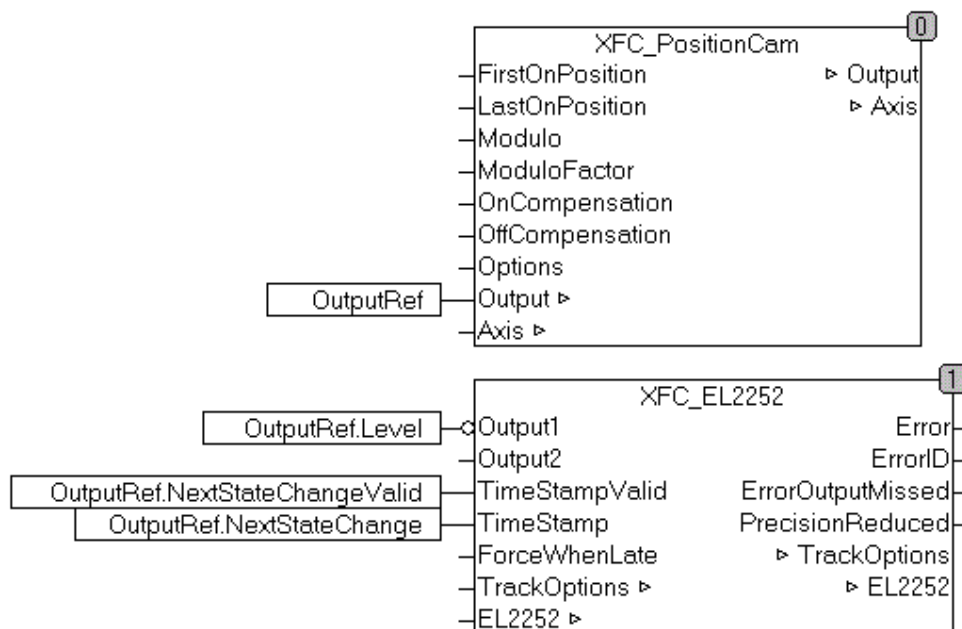 0
XFC_PositionCam
FirstOnPosition ▹ Output
LastOnPosition ▹ Axis
Modulo
ModuloFactor
OnCompensation
OffCompensation
Options
OutputRef Output ▹
Axis ▹
1
XFC_EL2252
OutputRef.Level Output1 Error
Output2 ErrorID
OutputRef.NextStateChangeValid TimeStampValid ErrorOutputMissed
OutputRef.NextStateChange TimeStamp PrecisionReduced
ForceWhenLate ▹ TrackOptions
TrackOptions ▹ ▹ EL2252
EL2252 ▹